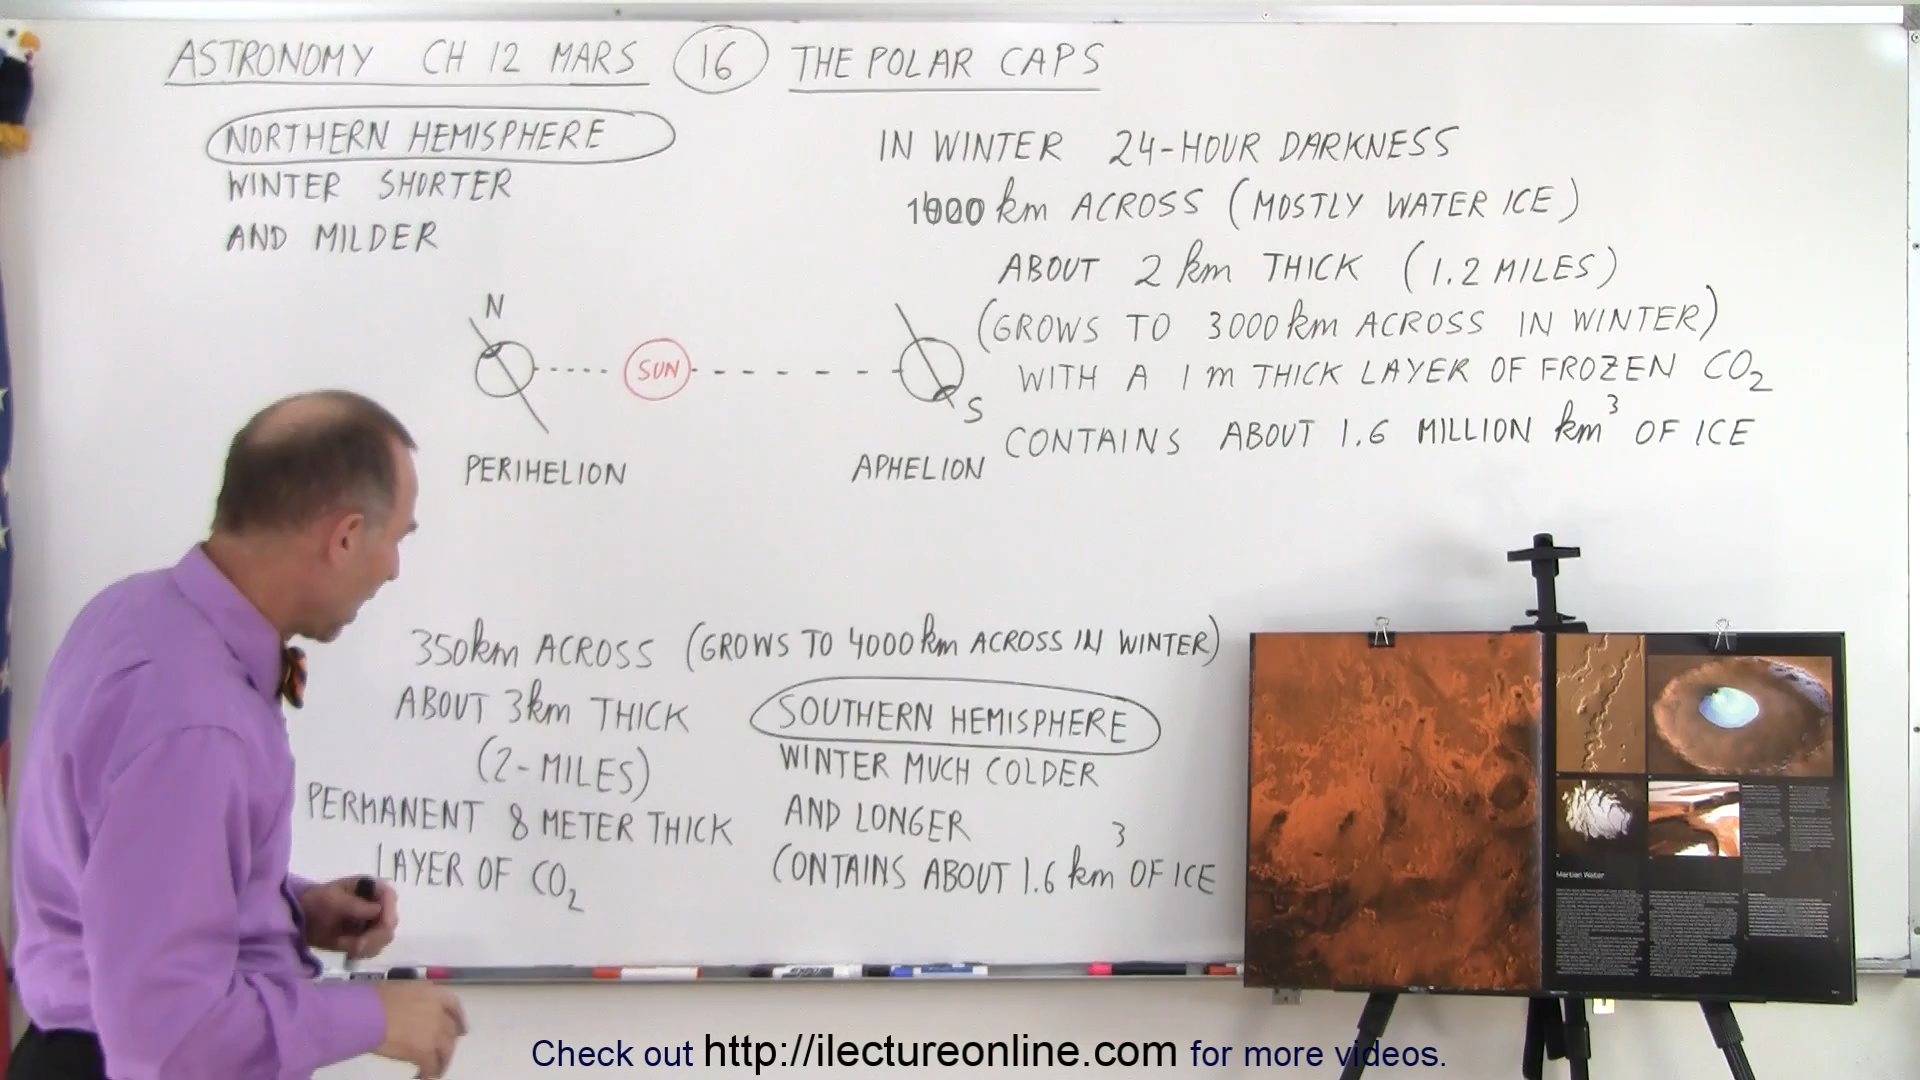 ASTRONOMY CH 12 MARS 16 THE POLAR CAPS
NORTHERN HEMISPHERE
WINTER SHORTER
AND MILDER
IN WINTER 24-HOUR DARKNESS
1000 km ACROSS (MOSTLY WATER ICE)
ABOUT 2 km THICK (1.2 MILES)
(GROWS TO 3000 km ACROSS IN WINTER)
WITH A 1 m THICK LAYER OF FROZEN CO2
CONTAINS ABOUT 1.6 MILLION km³ OF ICE
N
SUN
S
PERIHELION
APHELION
350km ACROSS (GROWS TO 4000 km ACROSS IN WINTER)
ABOUT 3km THICK
(2-MILES)
PERMANENT 8 METER THICK
LAYER OF CO2
SOUTHERN HEMISPHERE
WINTER MUCH COLDER
AND LONGER
CONTAINS ABOUT 1.6 km³ OF ICE
Martian Water
Check out http://ilectureonline.com for more videos.